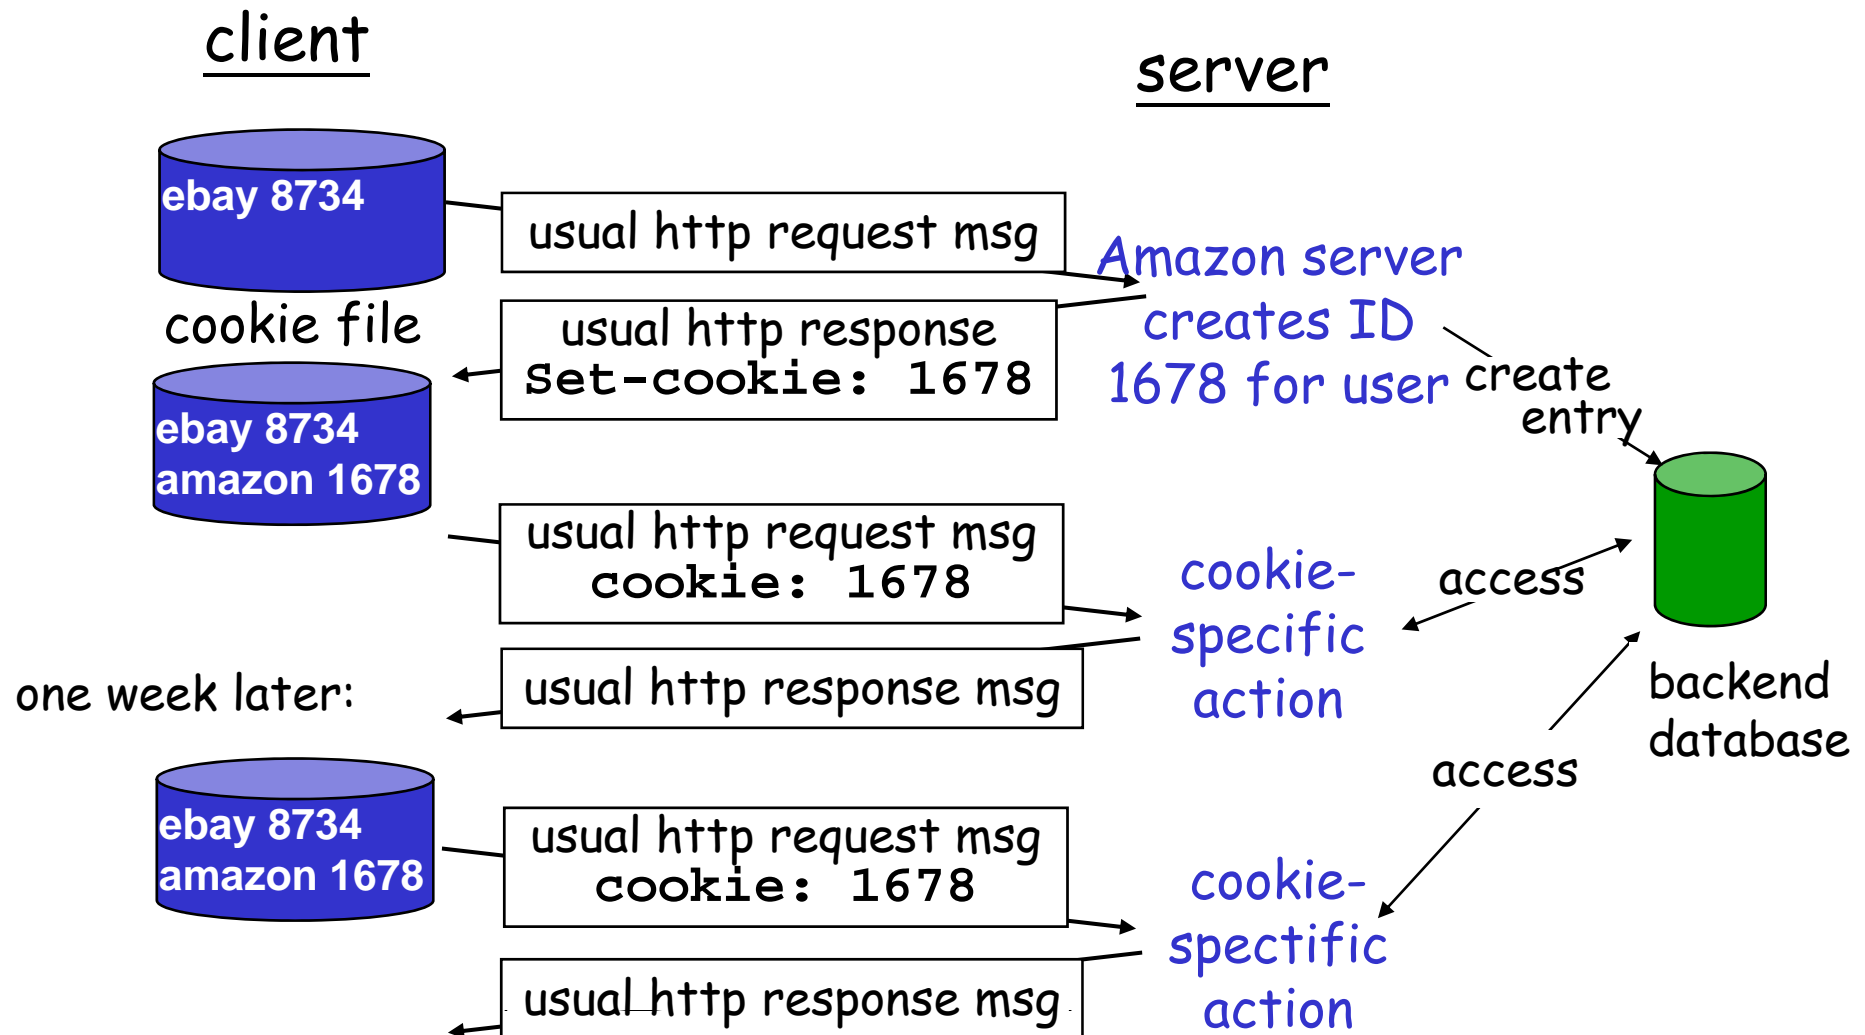 client
server
ebay 8734
usual http request msg
Amazon server
creates ID
1678 for user
cookie file
usual http response
Set-cookie: 1678
create
entry
ebay 8734
amazon 1678
usual http request msg
cookie: 1678
cookie-
specific
action
access
usual http response msg
one week later:
backend
database
access
ebay 8734
amazon 1678
usual http request msg
cookie: 1678
cookie-
spectific
action
usual http response msg